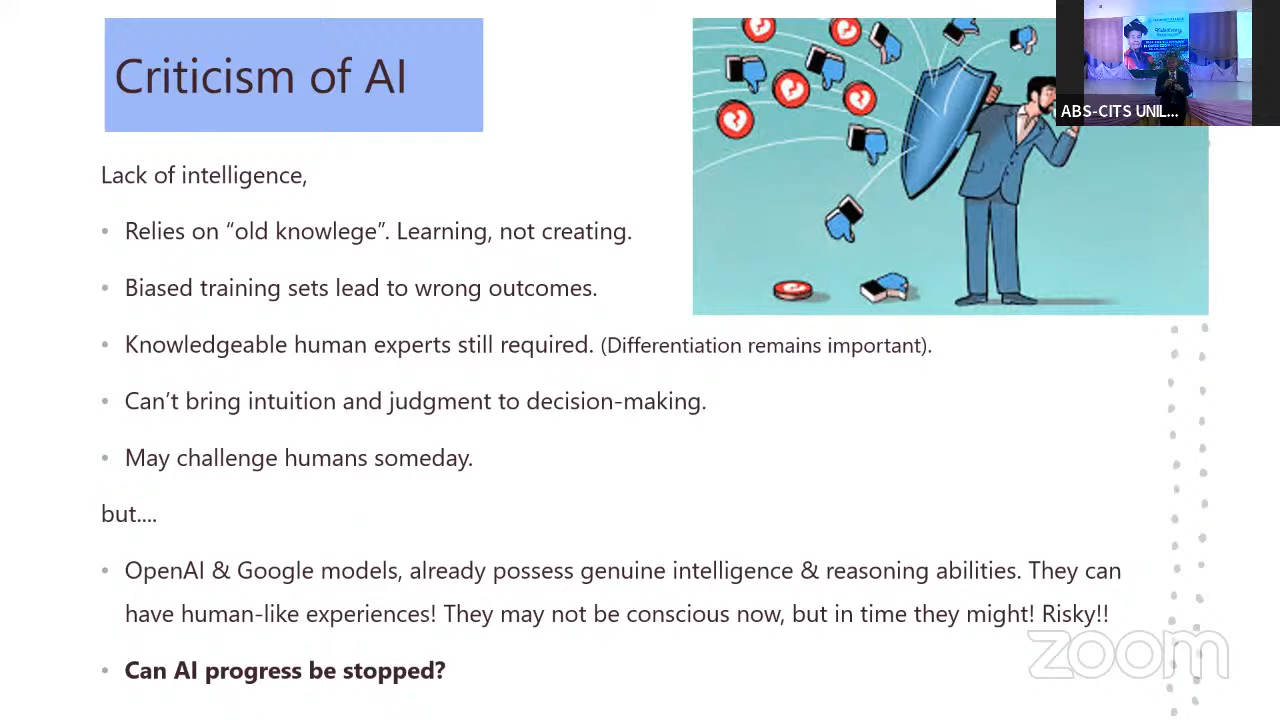 Criticism of AI
ABS-CITS UNIL...
Lack of intelligence,
• Relies on “old knowlege”. Learning, not creating.
• Biased training sets lead to wrong outcomes.
• Knowledgeable human experts still required. (Differentiation remains important).
• Can’t bring intuition and judgment to decision-making.
• May challenge humans someday.
but....
• OpenAI & Google models, already possess genuine intelligence & reasoning abilities. They can
have human-like experiences! They may not be conscious now, but in time they might! Risky!!
• Can AI progress be stopped?
zoom